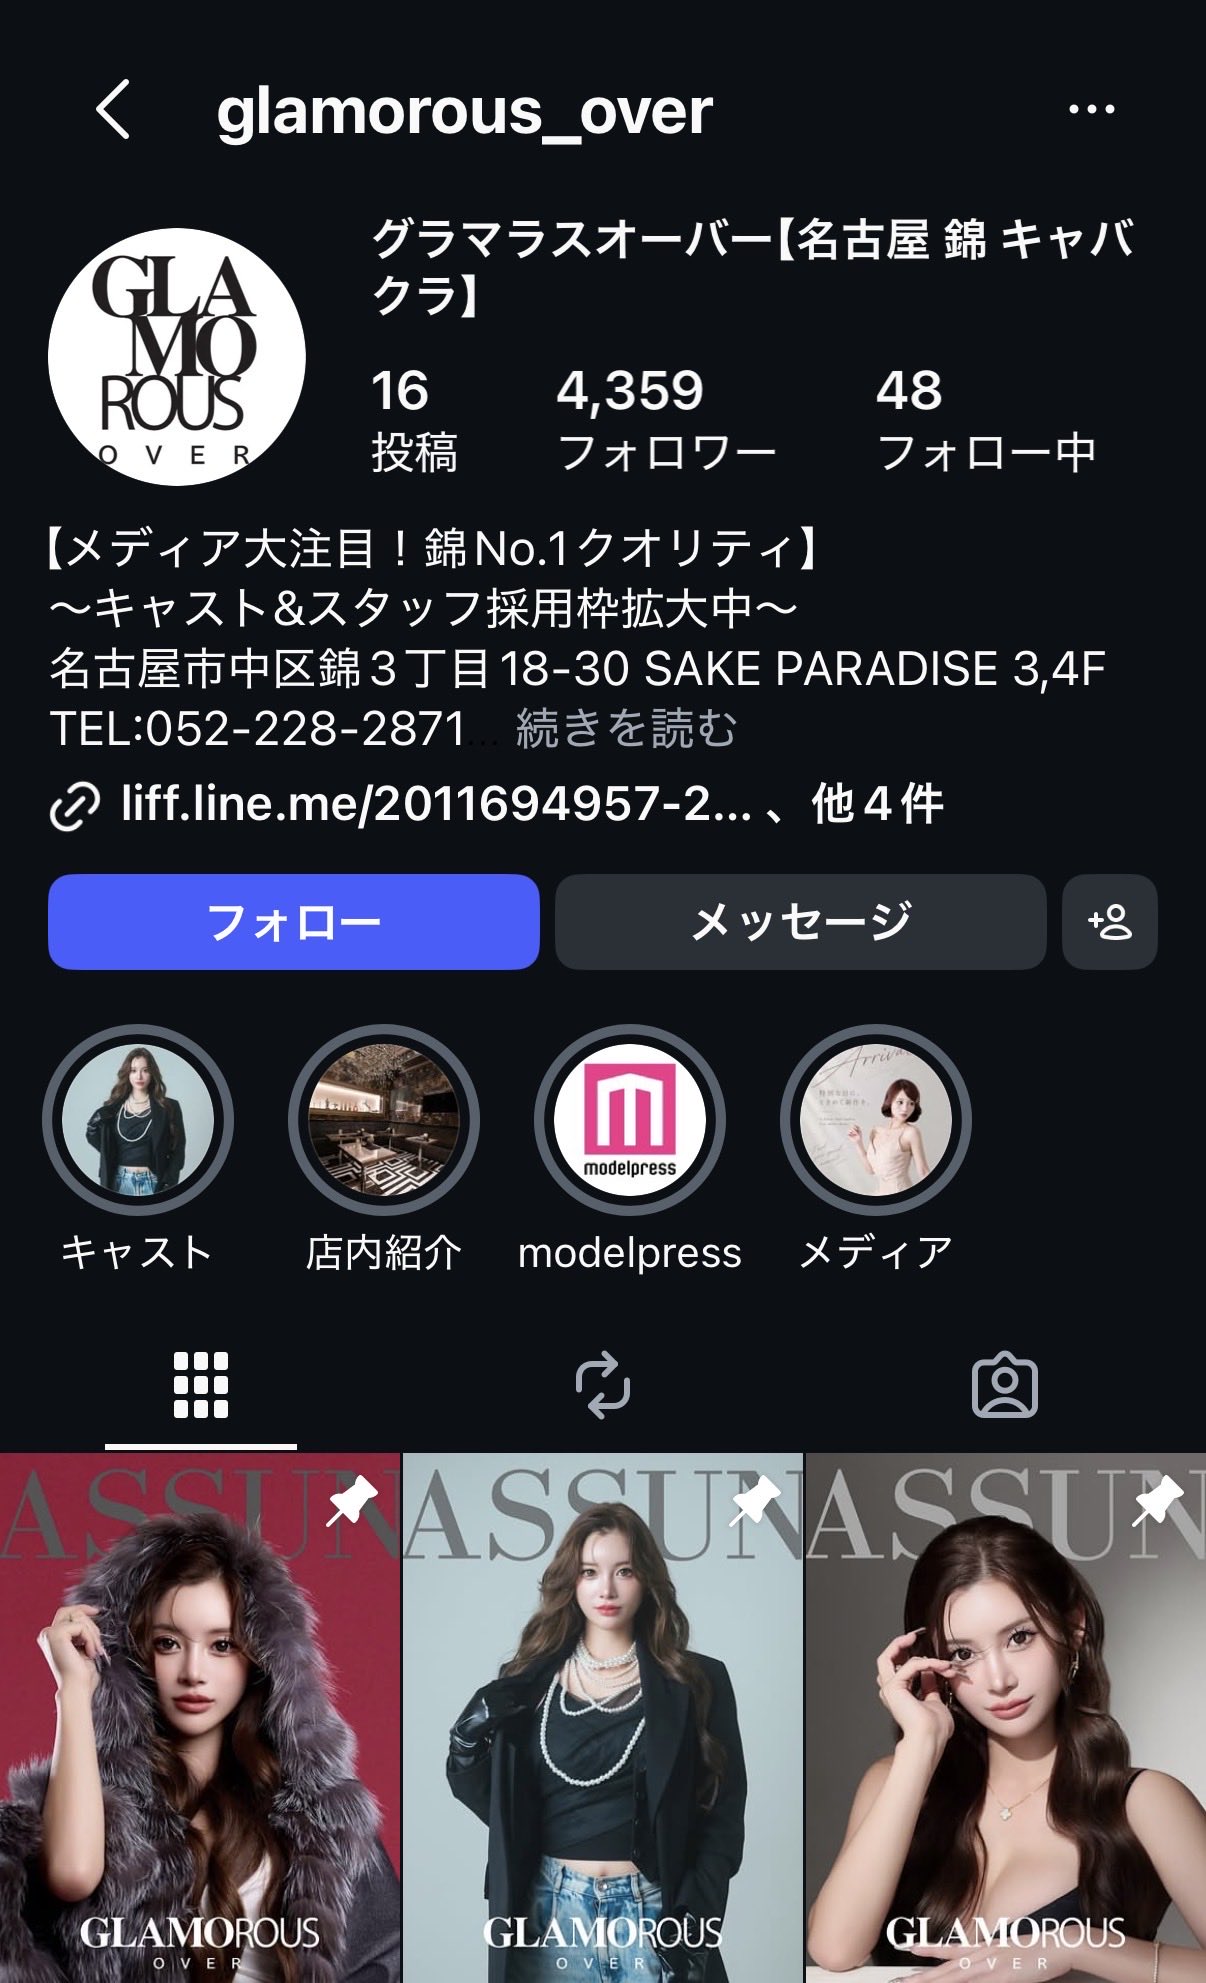 glamorous_over
グラマラスオーバー【名古屋 錦 キャバ
クラ】
GLA
MO
ROUS
OVER
16
投稿
4,359
フォロワー
48
フォロー中
【メディア大注目！錦No.1クオリティ】
〜キャスト&スタッフ採用枠拡大中〜
名古屋市中区錦3丁目18-30 SAKE PARADISE 3,4F
TEL:052-228-2871... 続きを読む
liff.line.me/2011694957-2... 、他4件
フォロー
メッセージ
Arrival
modelpress
キャスト
店内紹介
modelpress
メディア
ASSUN
GLAMOROUS
OVER
ASSUN
GLAMOROUS
OVER
ASSUN
GLAMOROUS
OVER